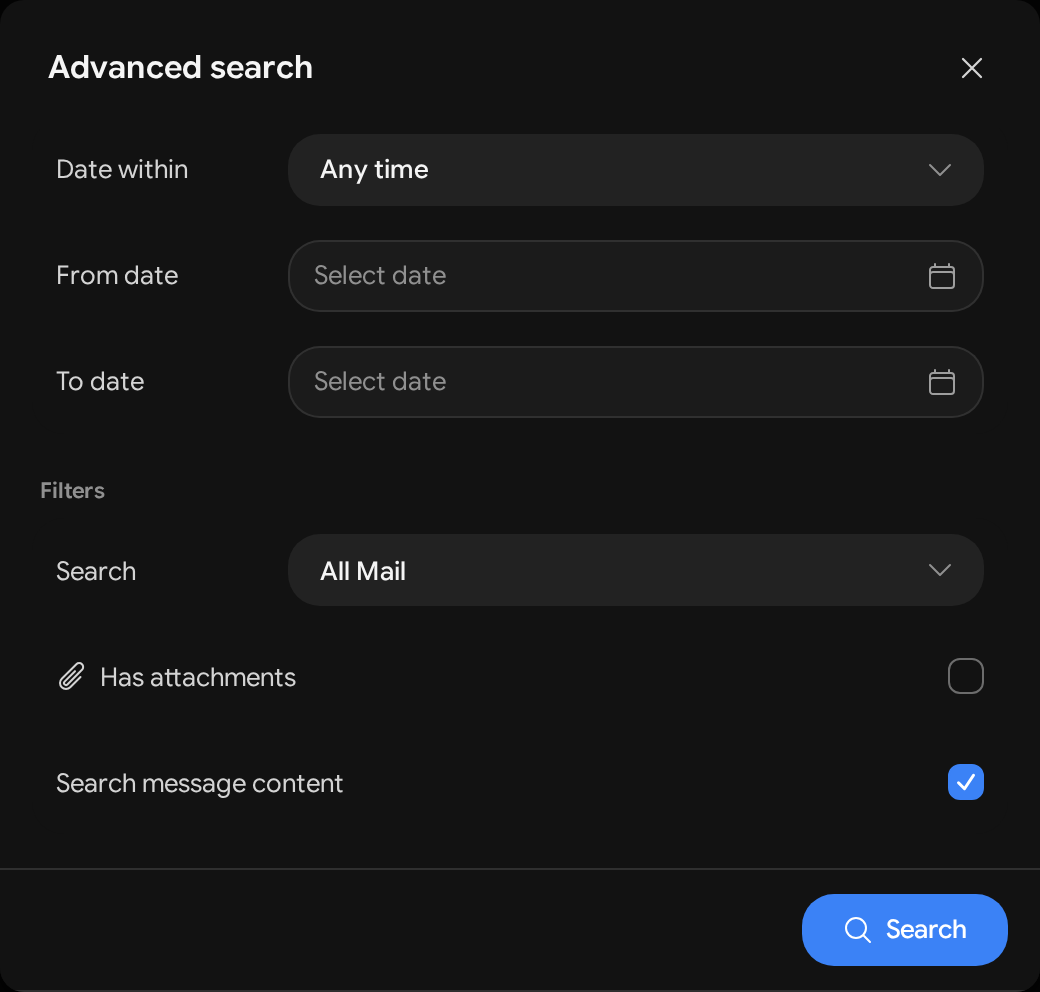 Advanced search
Date within
Any time
From date
Select date
To date
Select date
Filters
Search
All Mail
Has attachments
Search message content
Search